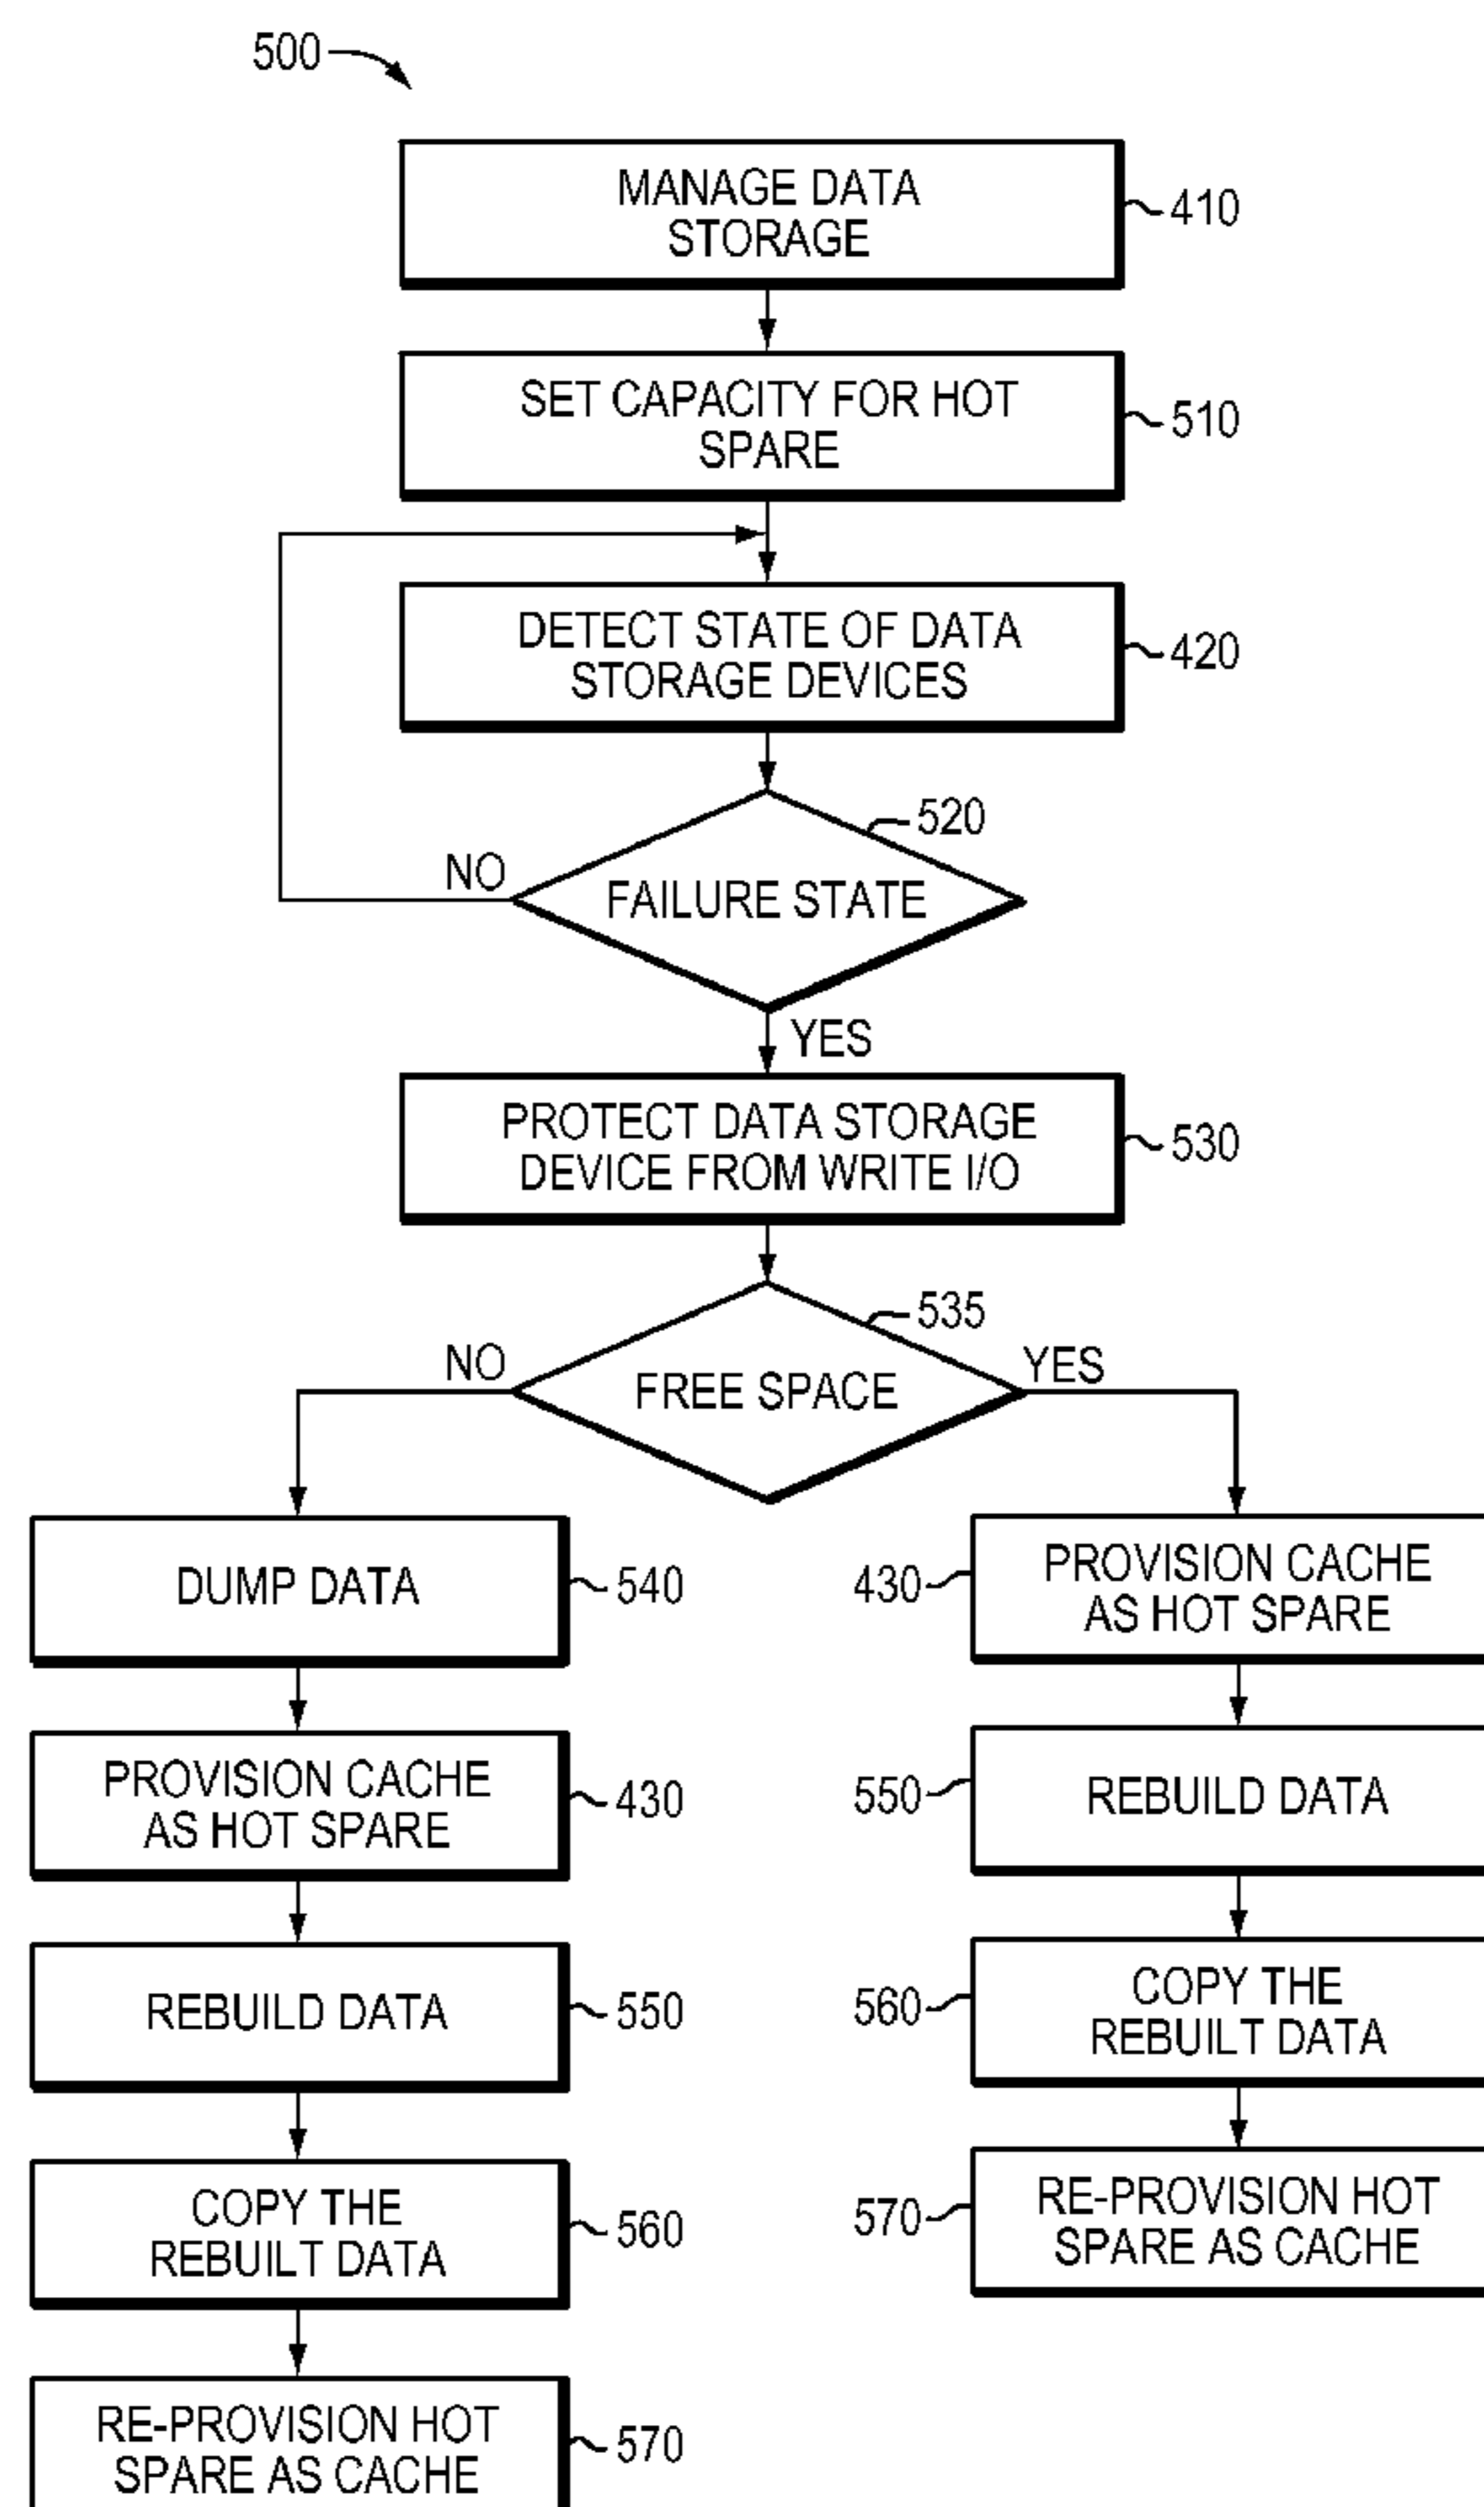 500
MANAGE DATA
STORAGE
410
SET CAPACITY FOR HOT
SPARE
510
DETECT STATE OF DATA
STORAGE DEVICES
420
520
NO
FAILURE STATE
YES
PROTECT DATA STORAGE
DEVICE FROM WRITE I/O
530
535
NO
FREE SPACE
YES
DUMP DATA
540
PROVISION CACHE
AS HOT SPARE
430
REBUILD DATA
550
COPY THE
REBUILT DATA
560
RE-PROVISION HOT
SPARE AS CACHE
570
430
PROVISION CACHE
AS HOT SPARE
550
REBUILD DATA
560
COPY THE
REBUILT DATA
570
RE-PROVISION HOT
SPARE AS CACHE